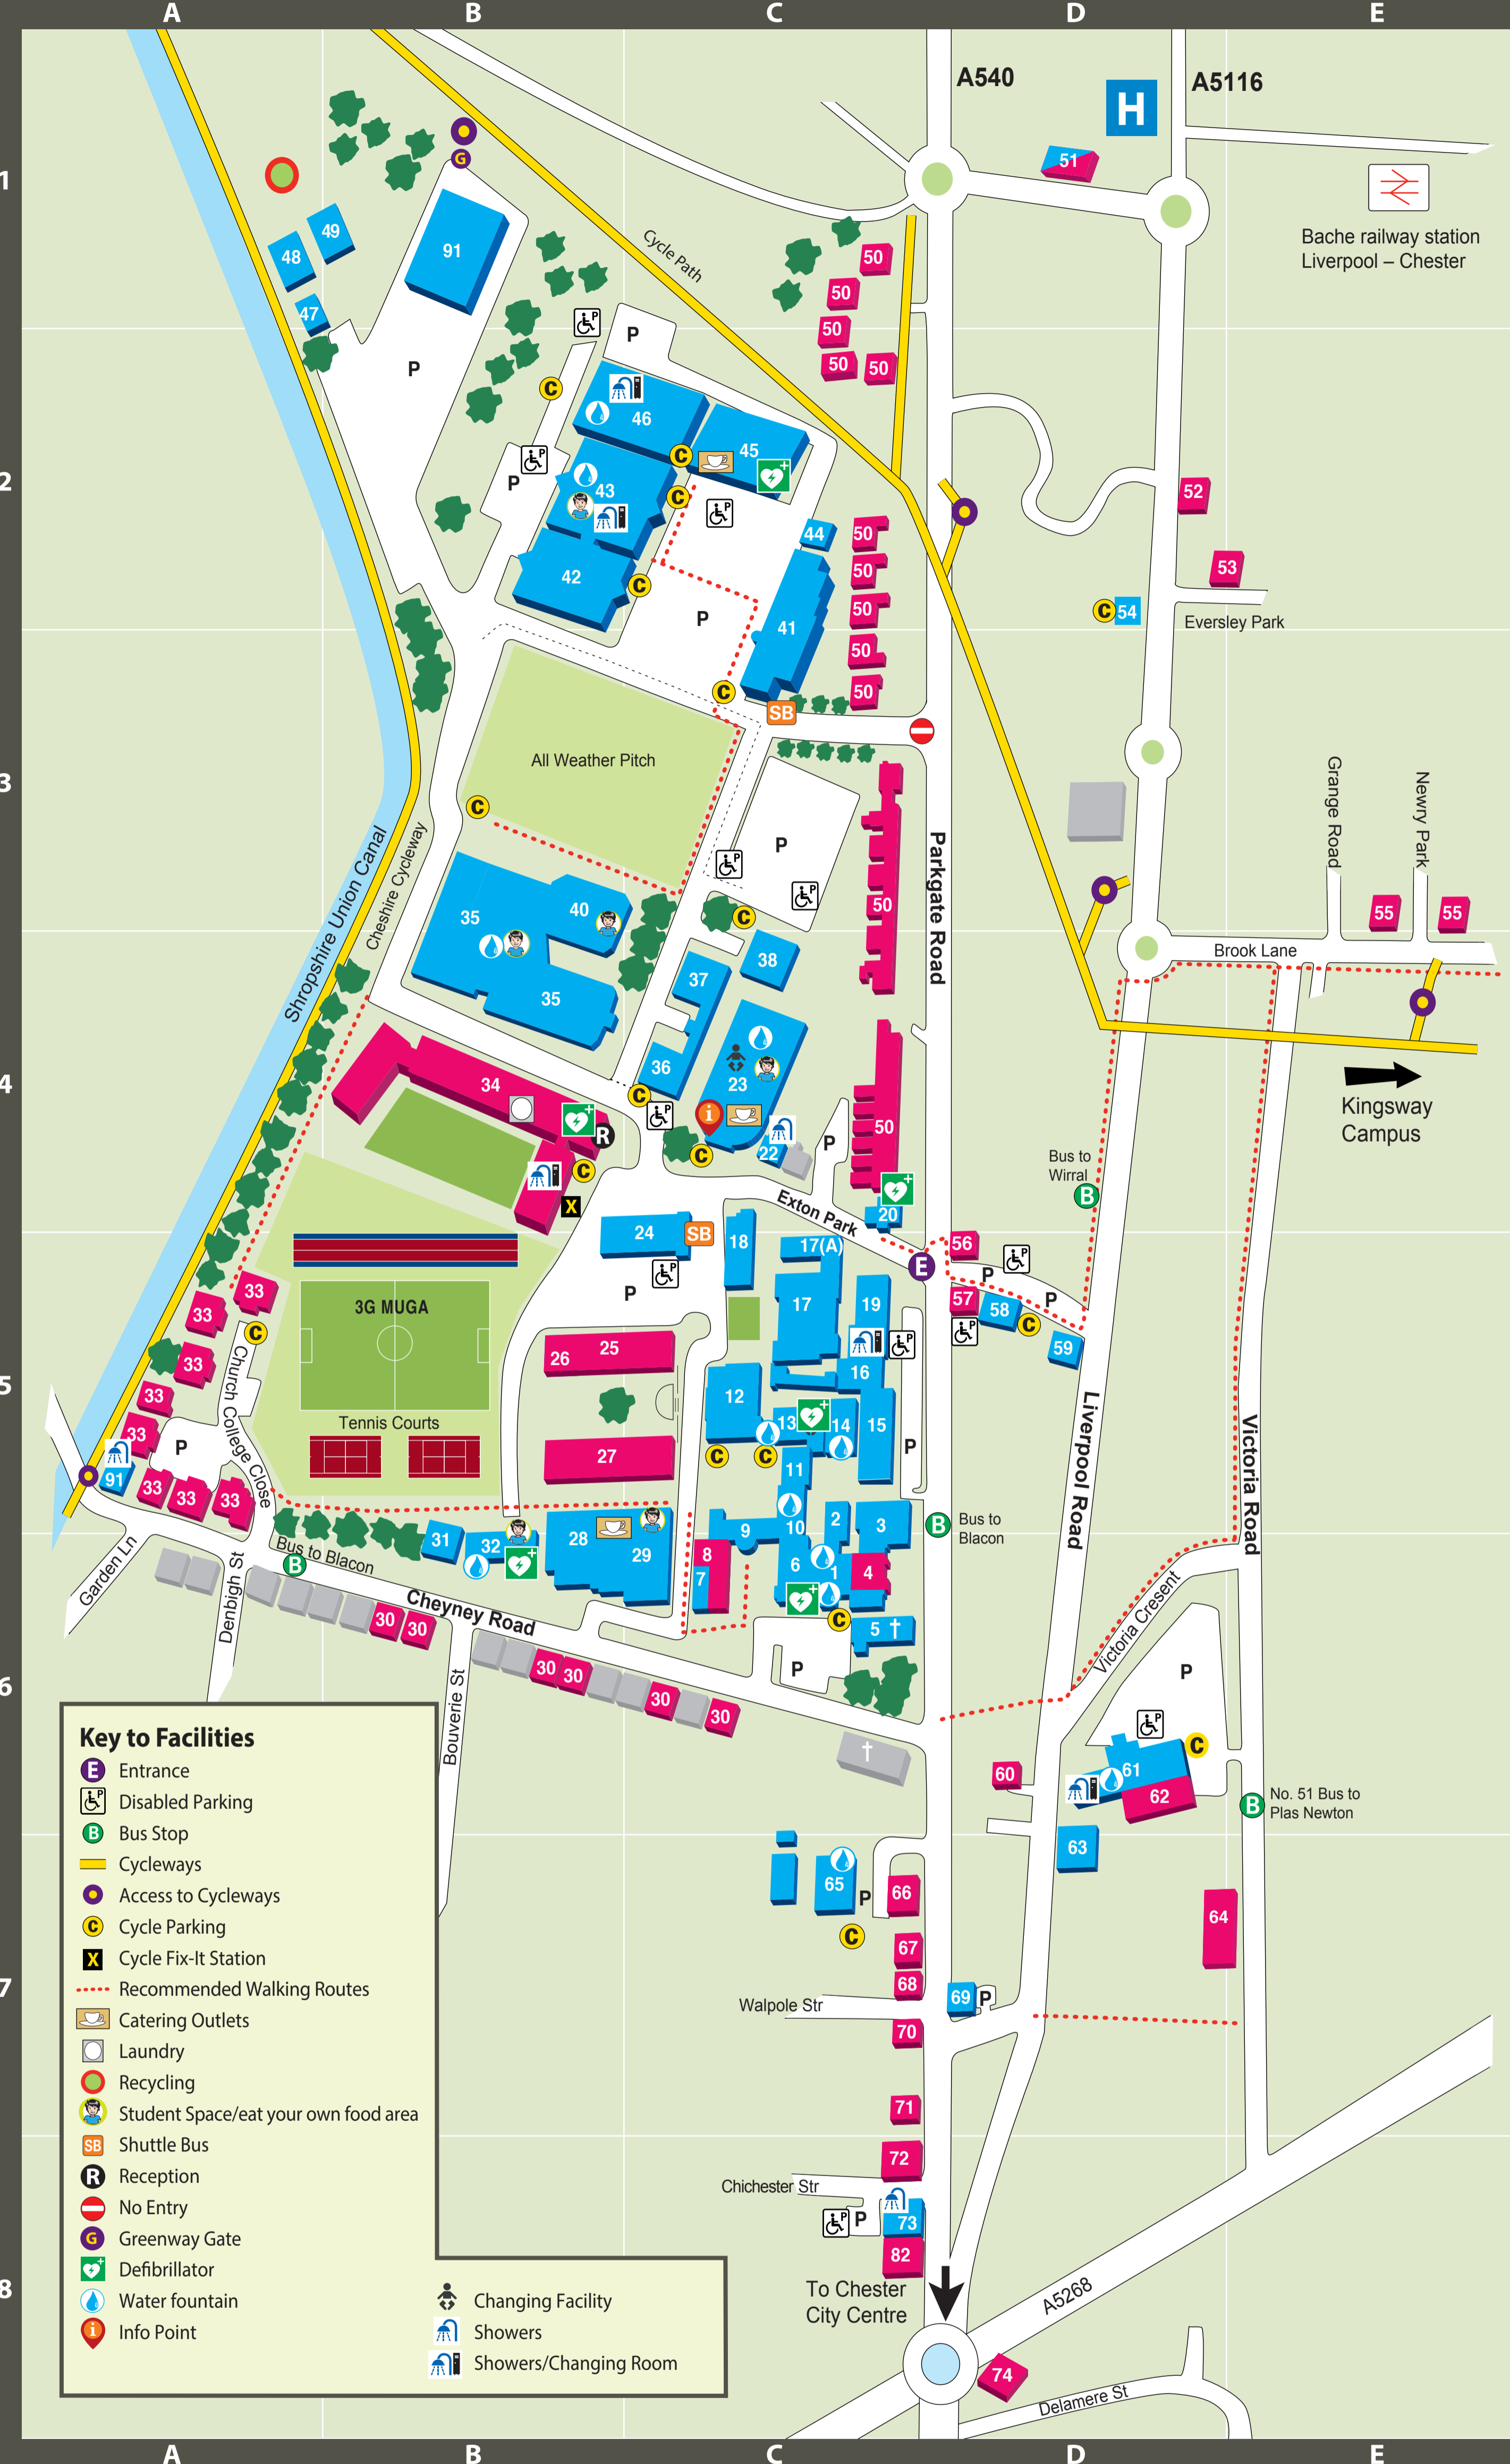 A B C D E
A540
A5116
H
51
1
G
49
48
91
47
Cycle Path
50
50
50
50
50
Bache railway station
Liverpool – Chester
P
P
C
46
45
C
2
P
43
C
52
44
50
53
42
C
50
C 54
P
41
50
Eversley Park
50
C
50
SB
All Weather Pitch
3
C
Grange Road
Newry Park
P
Parkgate Road
Shropshire Union Canal
Cheshire Cycleway
50
35
40
C
55
55
Brook Lane
38
37
35
36
23
34
4
C
Kingsway
Campus
R
i
50
C
C
22
P
Bus to
Wirral
B
X
Exton Park
20
24
SB
18
17(A)
E
56
P
P
33
33
3G MUGA
17
19
57
58
C
P
59
C
25
26
33
5
16
12
33
Church College Close
Tennis Courts
13
14
15
Liverpool Road
Victoria Road
33
P
27
C
C
P
91
33
33
33
11
Garden Ln
Denbigh St
Bus to Blacon
B
31
32
28
29
9
10
2
3
B
Bus to
Blacon
8
7
6
1
4
Cheyney Road
30
30
C
5
Victoria Cresent
Bouverie St
30
30
P
P
6
30
30
C
61
62
60
B
No. 51 Bus to
Plas Newton
63
65
P
66
64
C
67
7
68
Walpole Str
69
P
70
71
72
Chichester Str
P
73
82
8
To Chester
City Centre
A5268
74
Delamere St
Key to Facilities
E Entrance
P Disabled Parking
B Bus Stop
Cycleways
Access to Cycleways
C Cycle Parking
X Cycle Fix-It Station
Recommended Walking Routes
Catering Outlets
Laundry
Recycling
Student Space/eat your own food area
SB Shuttle Bus
R Reception
No Entry
G Greenway Gate
Defibrillator
Water fountain
i Info Point
Changing Facility
Showers
Showers/Changing Room
A B C D E